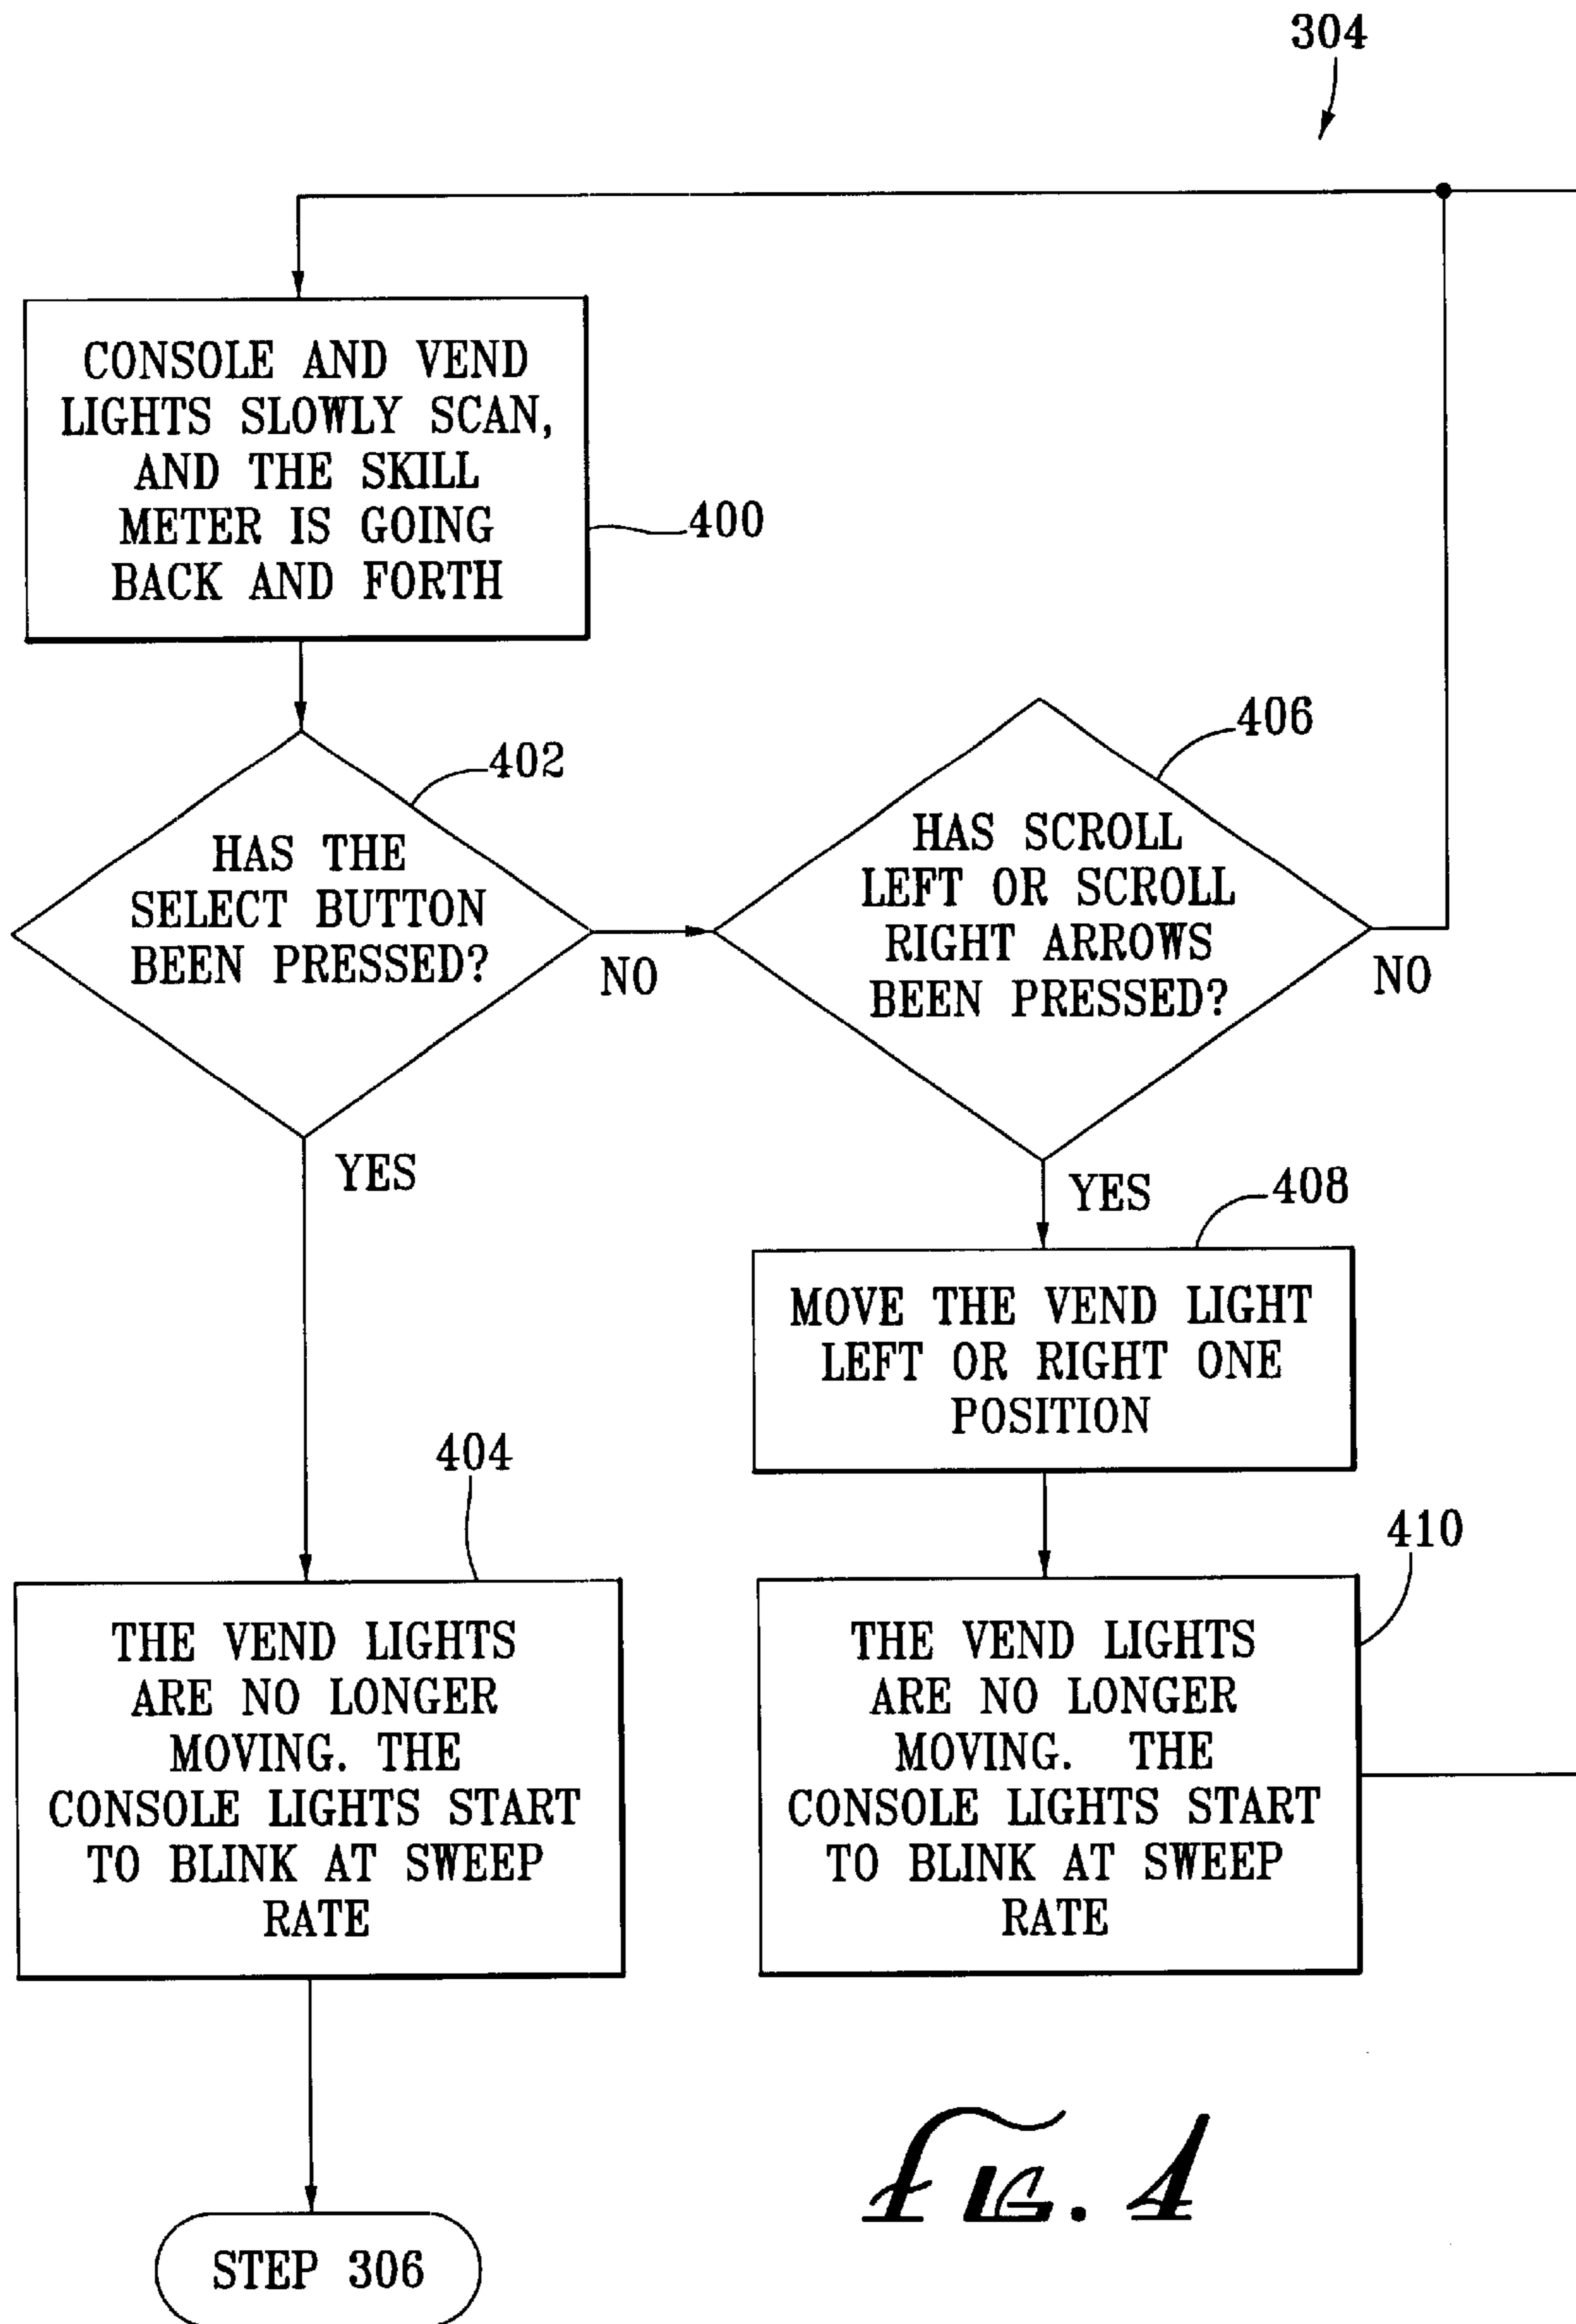 304
CONSOLE AND VEND
LIGHTS SLOWLY SCAN,
AND THE SKILL
METER IS GOING
BACK AND FORTH
400
402
HAS THE
SELECT BUTTON
BEEN PRESSED?
NO
YES
406
HAS SCROLL
LEFT OR SCROLL
RIGHT ARROWS
BEEN PRESSED?
NO
YES
408
MOVE THE VEND LIGHT
LEFT OR RIGHT ONE
POSITION
404
THE VEND LIGHTS
ARE NO LONGER
MOVING. THE
CONSOLE LIGHTS START
TO BLINK AT SWEEP
RATE
410
THE VEND LIGHTS
ARE NO LONGER
MOVING. THE
CONSOLE LIGHTS START
TO BLINK AT SWEEP
RATE
STEP 306
FIG. 4